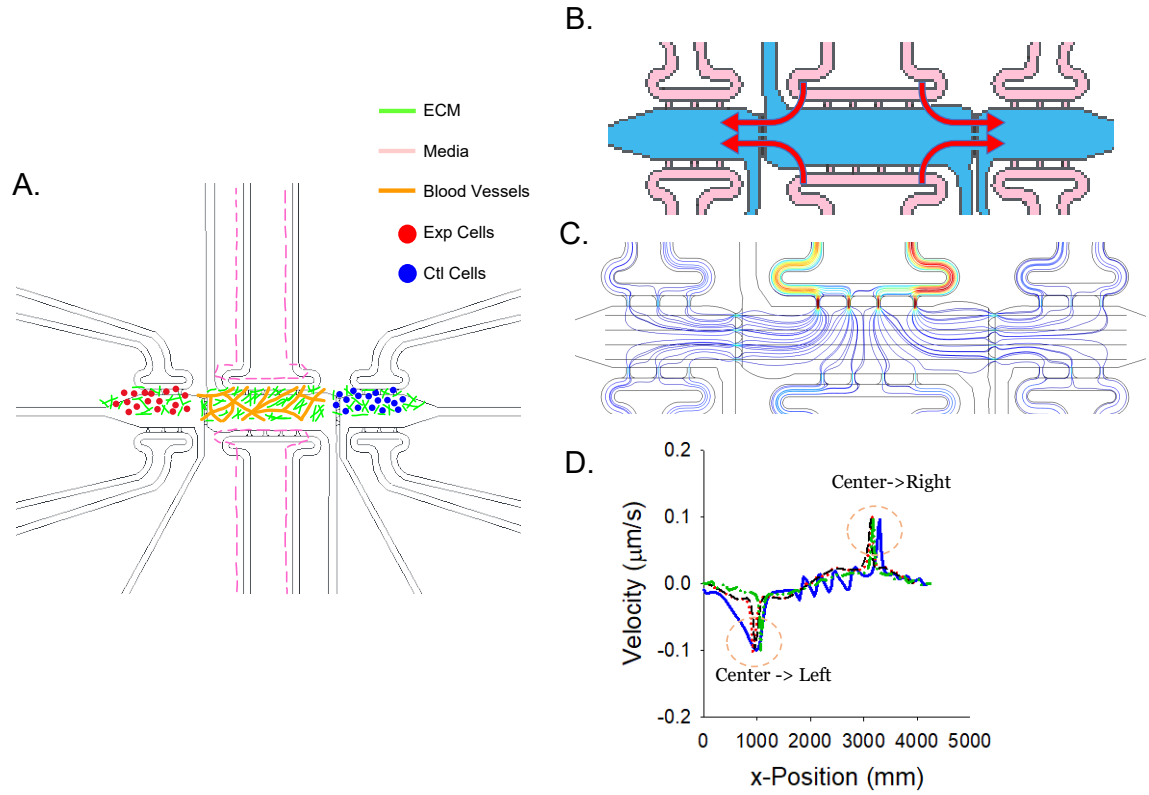 A.
ECM
Media
Blood Vessels
Exp Cells
Ctl Cells
B.
C.
D.
0.2
0.1
0.0
-0.1
-0.2
Velocity (μm/s)
Center->Right
Center -> Left
0 1000 2000 3000 4000 5000
x-Position (mm)